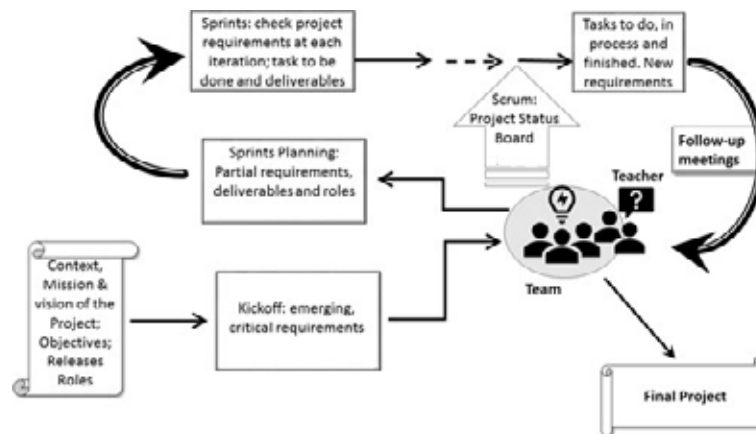 Sprints: check project
requirements at each
iteration; task to be
done and deliverables
Tasks to do, in
process and
finished. New
requirements
Scrum:
Project Status
Board
Follow-up
meetings
Sprints Planning:
Partial requirements,
deliverables and roles
Teacher
?
Team
Context,
Mission &
vision of the
Project;
Objectives;
Releases
Roles
Kickoff: emerging,
critical requirements
Final Project